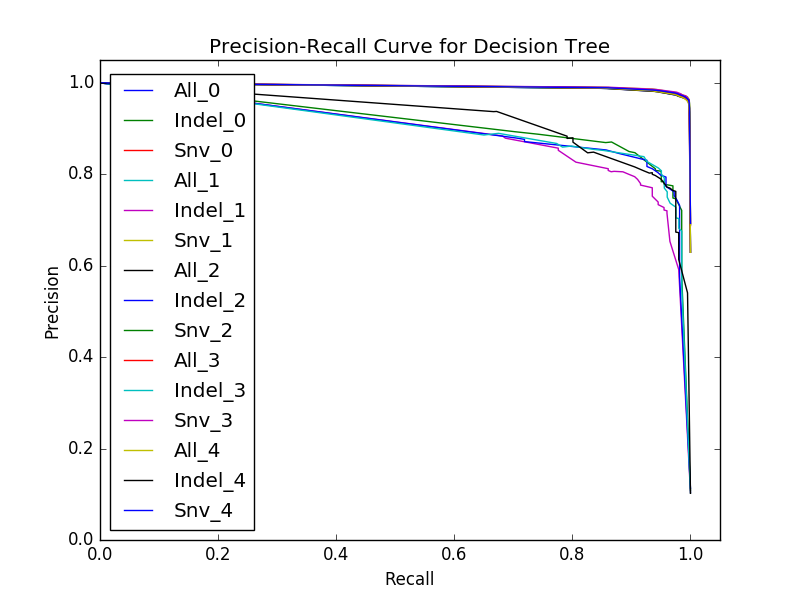 Precision-Recall Curve for Decision Tree
1.0
0.8
0.6
0.4
0.2
0.0
Precision
All_0
Indel_0
Snv_0
All_1
Indel_1
Snv_1
All_2
Indel_2
Snv_2
All_3
Indel_3
Snv_3
All_4
Indel_4
Snv_4
0.0 0.2 0.4 0.6 0.8 1.0
Recall